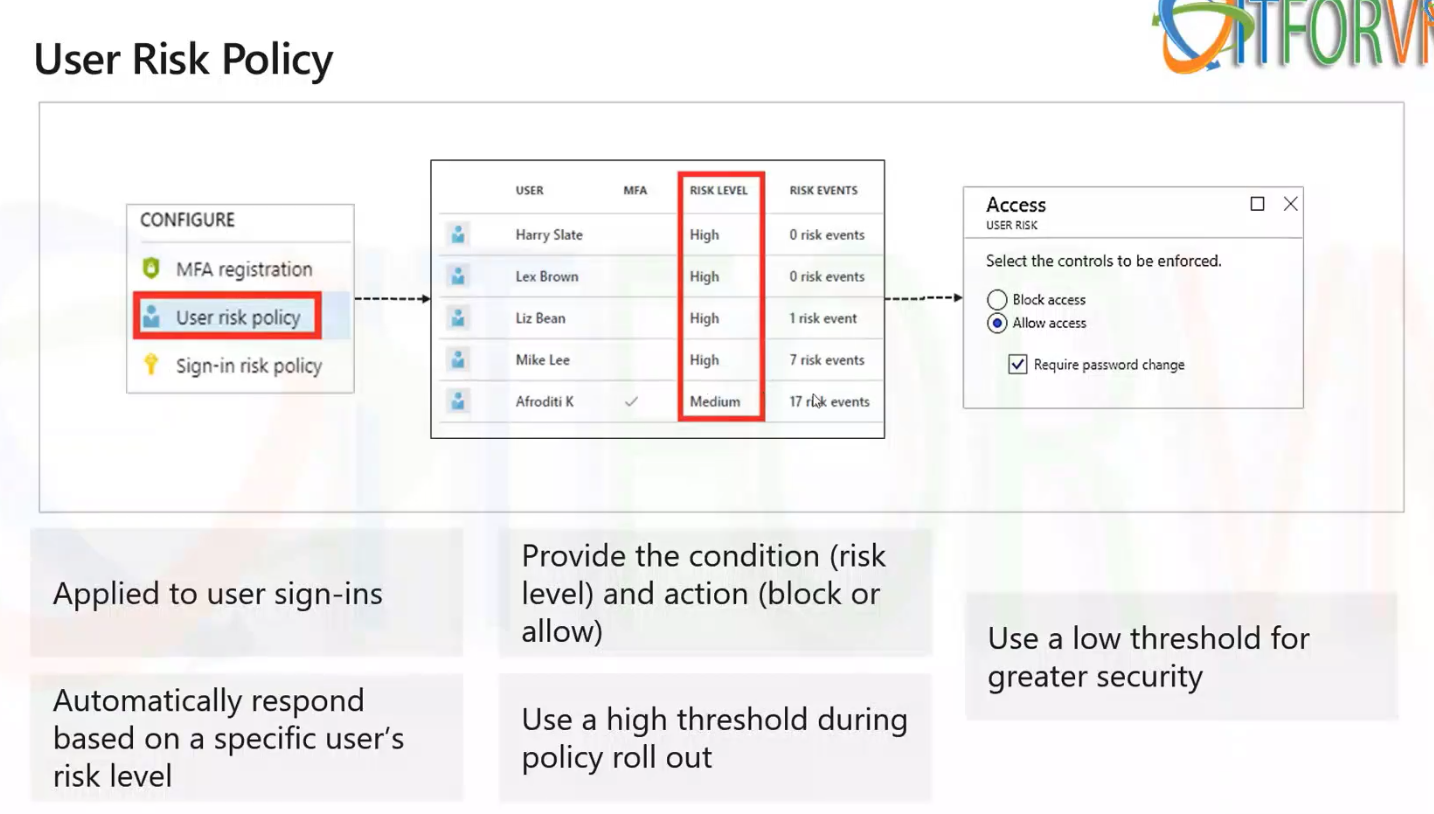 User Risk Policy
ITFORV
CONFIGURE
MFA registration
User risk policy
Sign-in risk policy
USER MFA RISK LEVEL RISK EVENTS
Harry Slate High 0 risk events
Lex Brown High 0 risk events
Liz Bean High 1 risk event
Mike Lee High 7 risk events
Afroditi K Medium 17 risk events
Access
USER RISK
Select the controls to be enforced.
Block access
Allow access
Require password change
Applied to user sign-ins
Automatically respond
based on a specific user’s
risk level
Provide the condition (risk
level) and action (block or
allow)
Use a high threshold during
policy roll out
Use a low threshold for
greater security